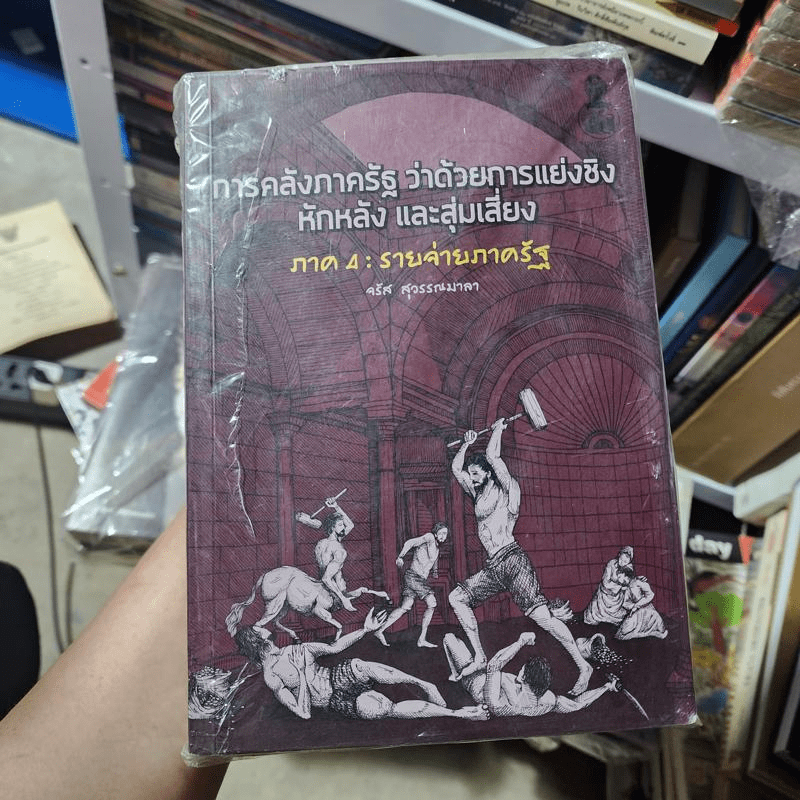 การคลังภาครัฐ ว่าด้วยการแย่งชิง
หักหลัง และสุ่มเสี่ยง
ภาค 4 : รายจ่ายภาครัฐ
จรัส สุวรรณมาลา
day